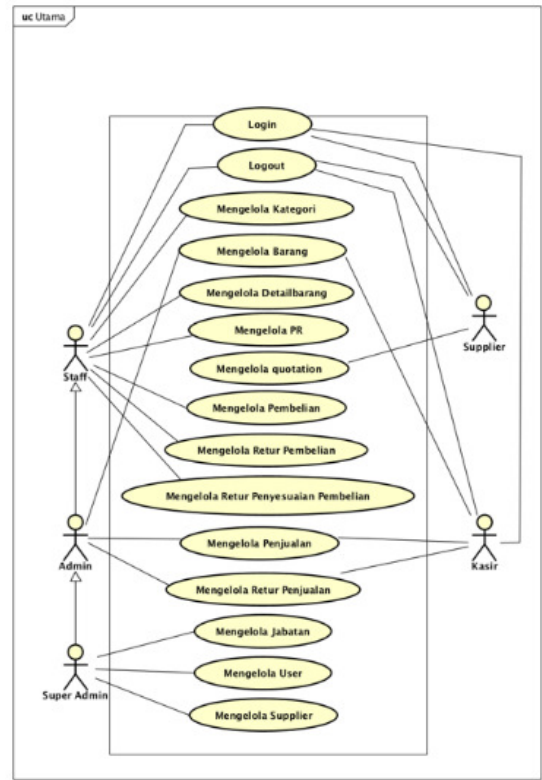 uc Utama
Login
Logout
Mengelola Kategori
Mengelola Barang
Mengelola Detailbarang
Mengelola PR
Mengelola quotation
Mengelola Pembelian
Mengelola Retur Pembelian
Mengelola Retur Penyesuaian Pembelian
Mengelola Penjualan
Mengelola Retur Penjualan
Mengelola Jabatan
Mengelola User
Mengelola Supplier
Staff
Admin
Super Admin
Supplier
Kasir